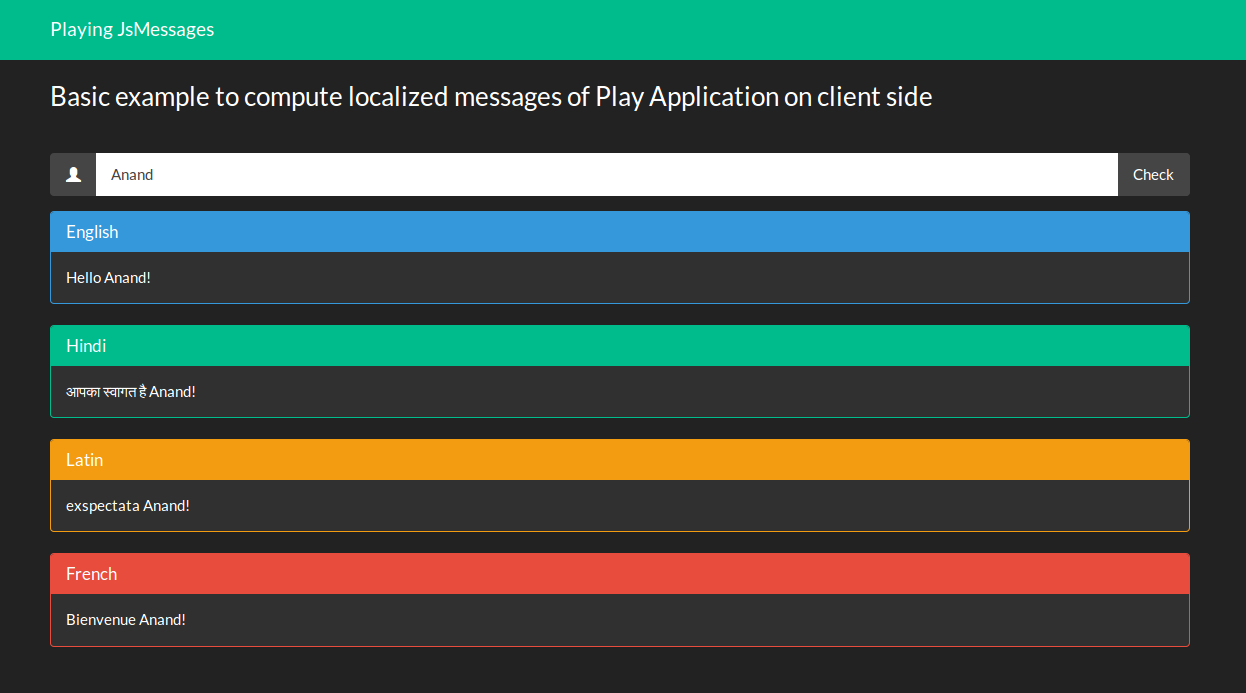 Playing JsMessages
Basic example to compute localized messages of Play Application on client side
Anand
Check
English
Hello Anand!
Hindi
आपका स्वागत है Anand!
Latin
exspectata Anand!
French
Bienvenue Anand!